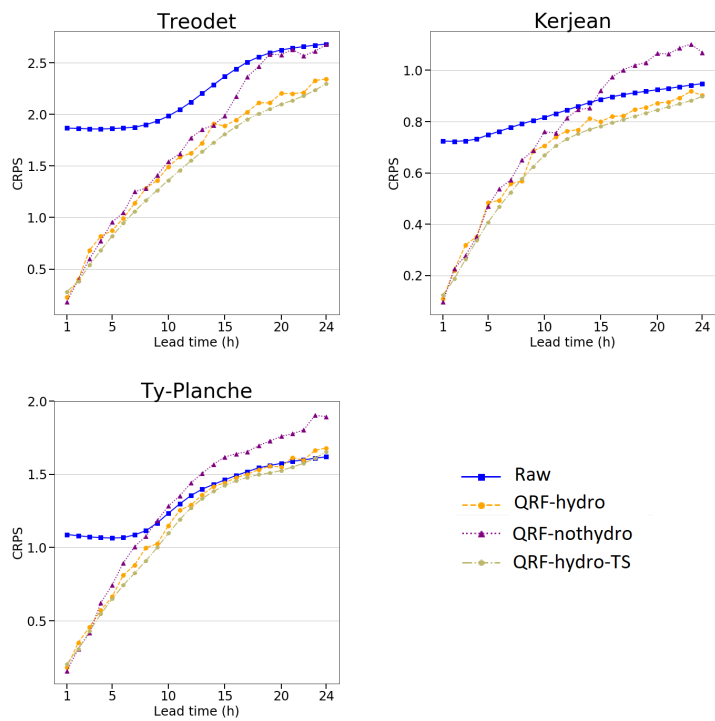 Treodet
2.5
2.0
1.5
1.0
0.5
CRPS
1 5 10 15 20 24
Lead time (h)
Kerjean
1.0
0.8
0.6
0.4
0.2
CRPS
1 5 10 15 20 24
Lead time (h)
Ty-Planche
2.0
1.5
1.0
0.5
CRPS
1 5 10 15 20 24
Lead time (h)
Raw
QRF-hydro
QRF-nothydro
QRF-hydro-TS